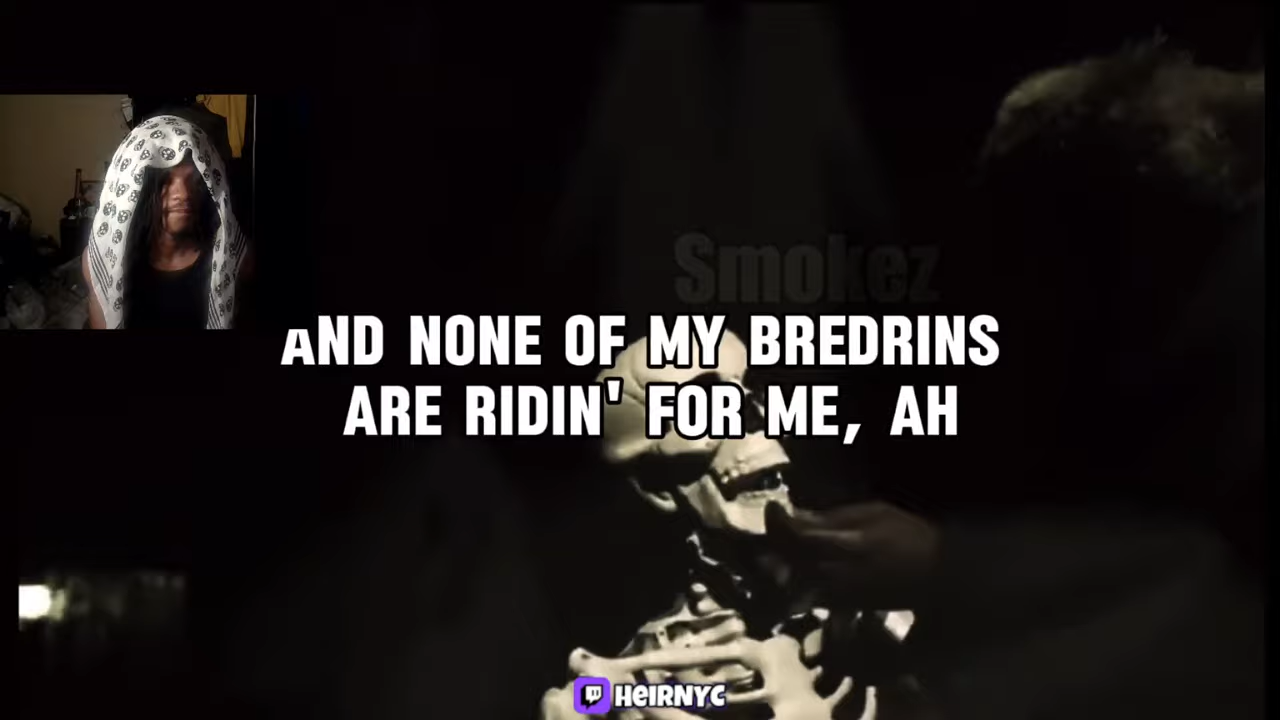 Smokez
AND NONE OF MY BREDRINS
ARE RIDIN' FOR ME, AH
HEIRNYC